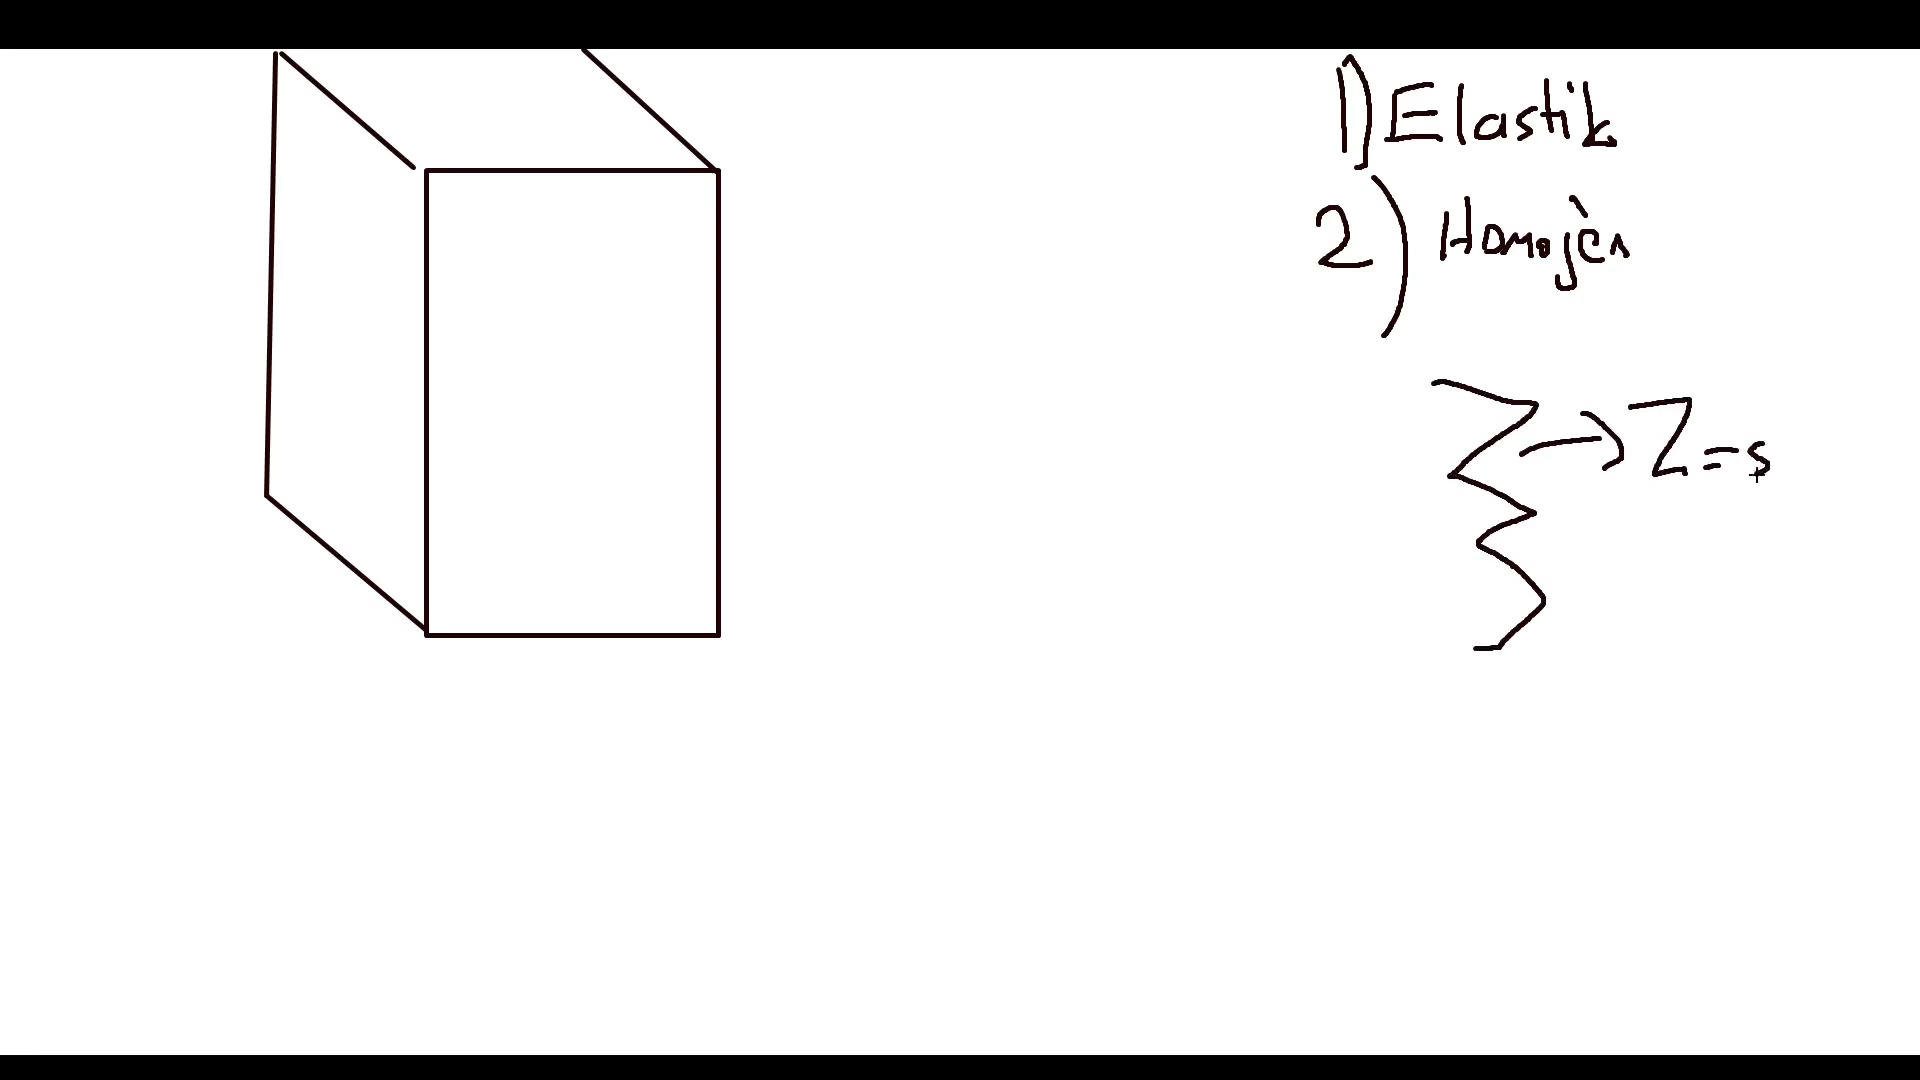 1) Elastik
2) Homojen
Z = s